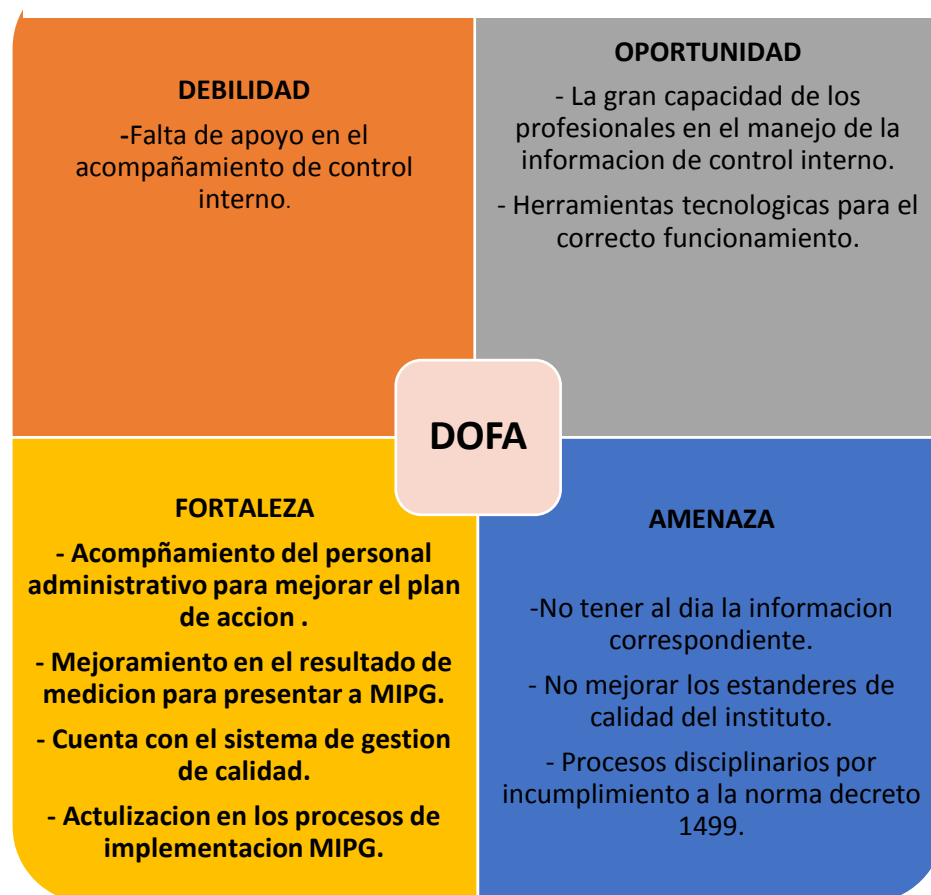 DEBILIDAD
-Falta de apoyo en el
acompañamiento de control
interno.
OPORTUNIDAD
- La gran capacidad de los
profesionales en el manejo de la
informacion de control interno.
- Herramientas tecnologicas para el
correcto funcionamiento.
DOFA
FORTALEZA
- Acompñamiento del personal
administrativo para mejorar el plan
de accion .
- Mejoramiento en el resultado de
medicion para presentar a MIPG.
- Cuenta con el sistema de gestion
de calidad.
- Actulizacion en los procesos de
implementacion MIPG.
AMENAZA
-No tener al dia la informacion
correspondiente.
- No mejorar los estanderes de
calidad del instituto.
- Procesos disciplinarios por
incumplimiento a la norma decreto
1499.